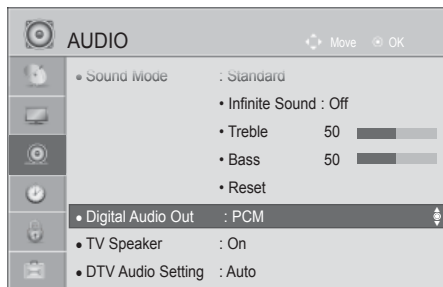 AUDIO
Move OK
• Sound Mode : Standard
• Infinite Sound : Off
• Treble 50
• Bass 50
• Reset
• Digital Audio Out : PCM
• TV Speaker : On
• DTV Audio Setting : Auto